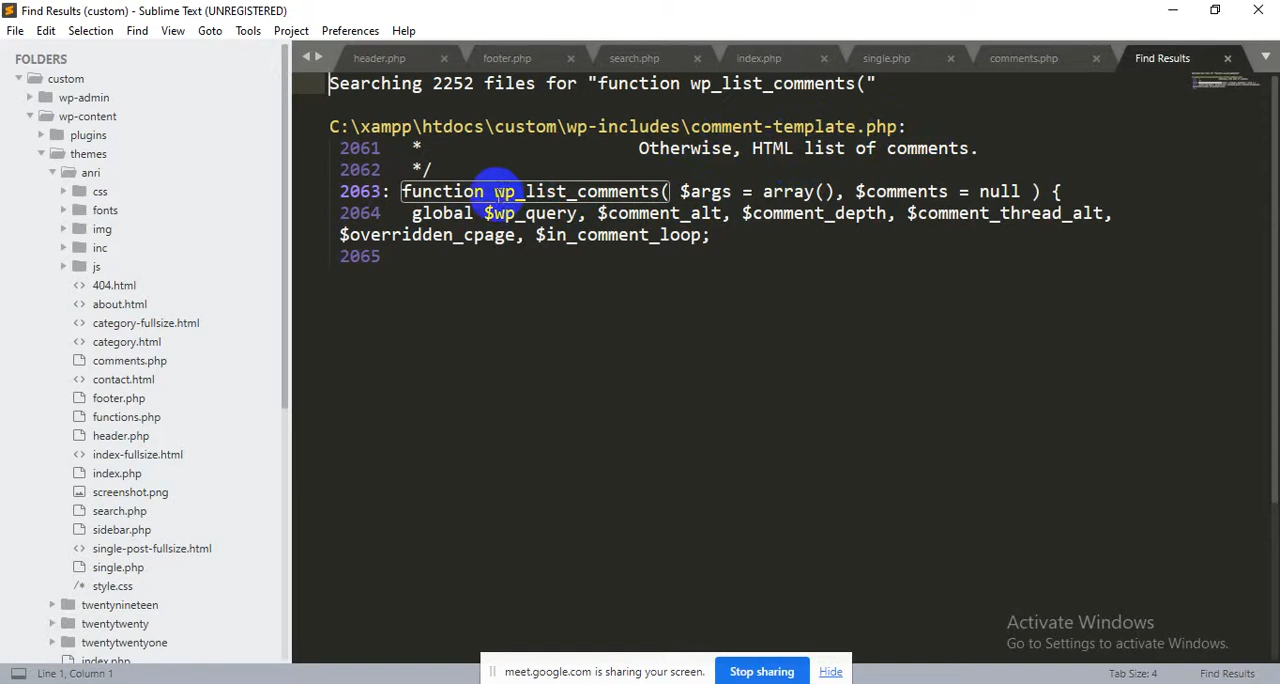 Find Results (custom) - Sublime Text (UNREGISTERED)
File Edit Selection Find View Goto Tools Project Preferences Help
FOLDERS
custom
wp-admin
wp-content
plugins
themes
anri
css
fonts
img
inc
js
404.html
about.html
category-fullsize.html
category.html
comments.php
contact.html
footer.php
functions.php
header.php
index-fullsize.html
index.php
screenshot.png
search.php
sidebar.php
single-post-fullsize.html
single.php
style.css
twentynineteen
twentytwenty
twentytwentyone
index.php
header.php footer.php search.php index.php single.php comments.php Find Results
Searching 2252 files for "function wp_list_comments("
C:\xampp\htdocs\custom\wp-includes\comment-template.php:
2061 * Otherwise, HTML list of comments.
2062 */
2063: function wp_list_comments( $args = array(), $comments = null ) {
2064 global $wp_query, $comment_alt, $comment_depth, $comment_thread_alt,
$overridden_cpage, $in_comment_loop;
2065
Activate Windows
Go to Settings to activate Windows.
meet.google.com is sharing your screen. Stop sharing Hide
Line 1, Column 1 Tab Size: 4 Find Results